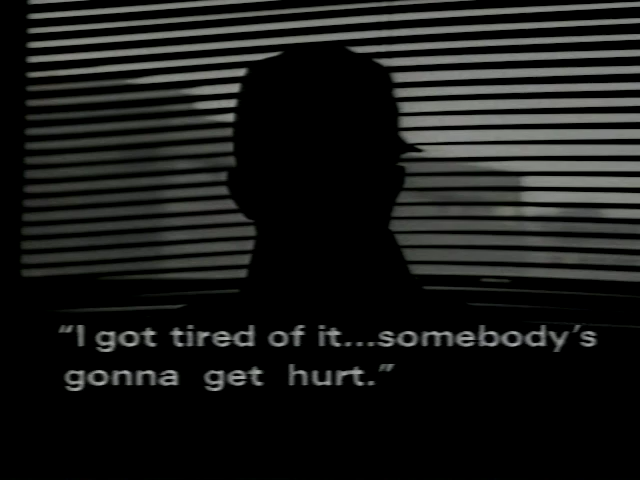 “I got tired of it...somebody’s
gonna get hurt.”